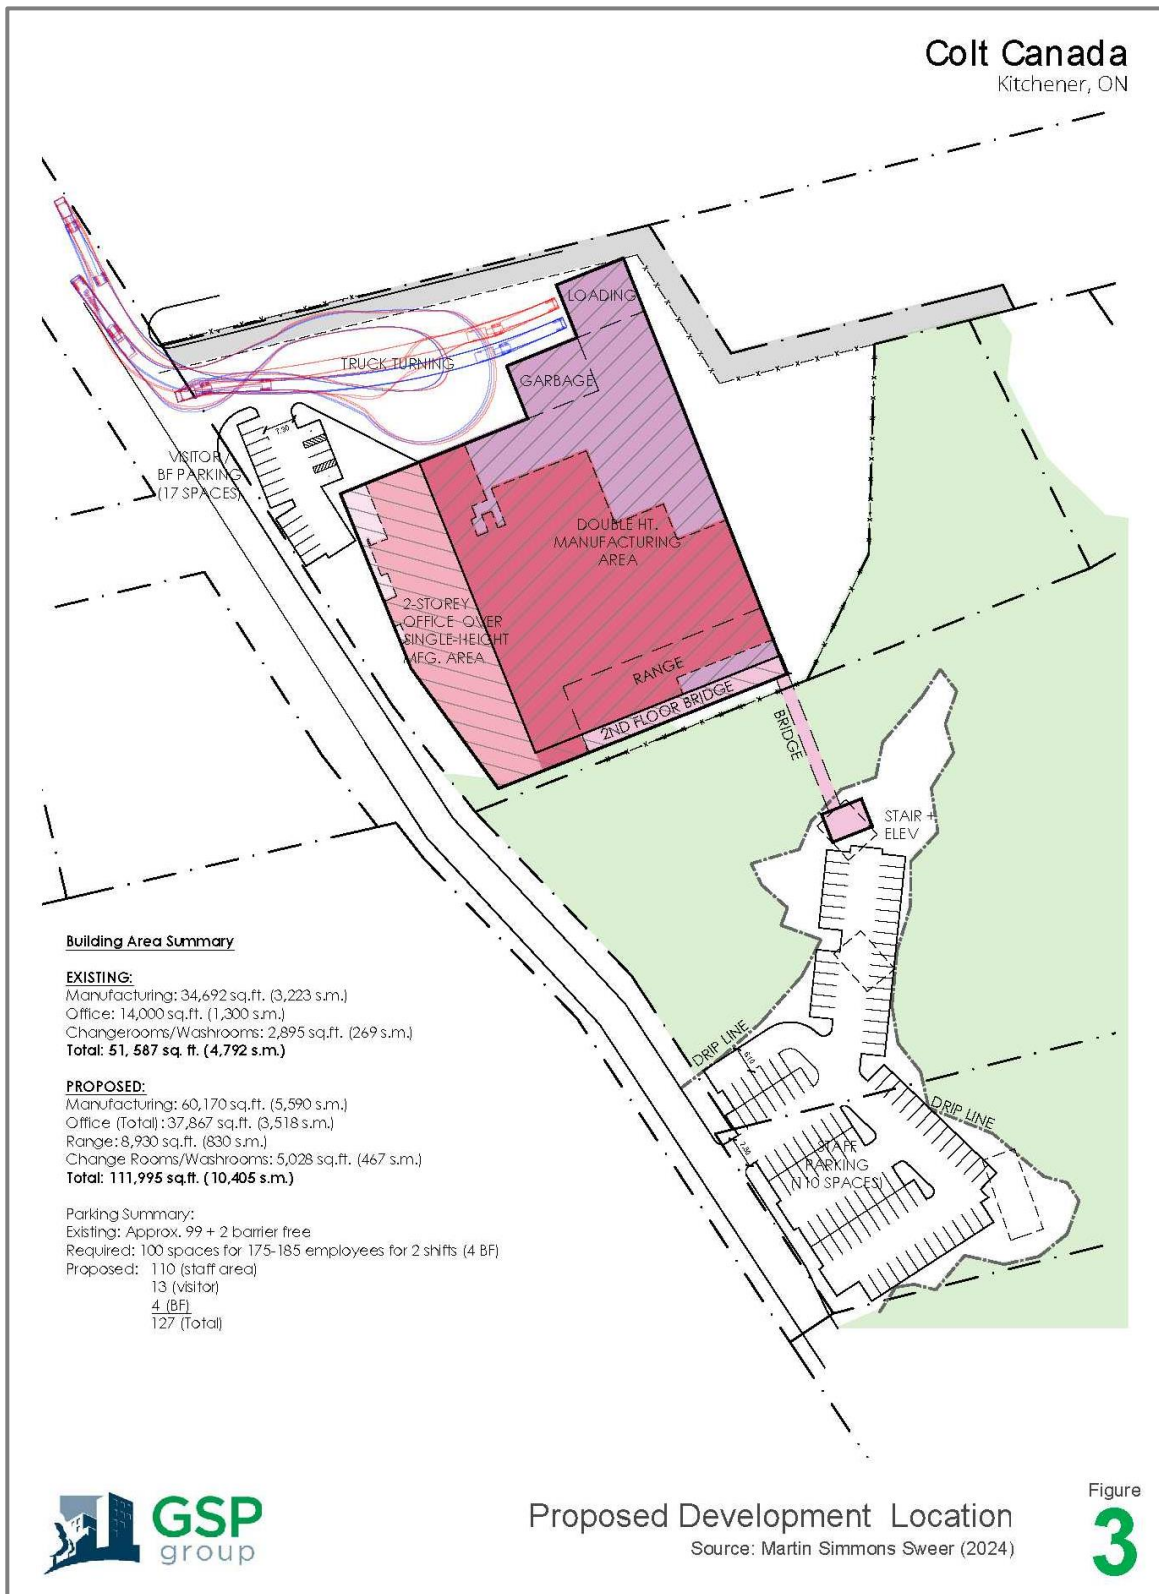 Colt Canada
Kitchener, ON
LOADING
TRUCK TURNING
GARBAGE
7.30
VISITOR /
BF PARKING
(17 SPACES)
DOUBLE HT.
MANUFACTURING
AREA
2-STOREY
OFFICE OVER
SINGLE-HEIGHT
MFG. AREA
RANGE
2ND FLOOR BRIDGE
BRIDGE
STAIR +
ELEV
DRIP LINE
6.10
DRIP LINE
7.30
STAFF
PARKING
(110 SPACES)
Building Area Summary
EXISTING:
Manufacturing: 34,692 sq.ft. (3,223 s.m.)
Office: 14,000 sq.ft. (1,300 s.m.)
Changerooms/Washrooms: 2,895 sq.ft. (269 s.m.)
Total: 51, 587 sq. ft. (4,792 s.m.)
PROPOSED:
Manufacturing: 60,170 sq.ft. (5,590 s.m.)
Office (Total) : 37,867 sq.ft. (3,518 s.m.)
Range: 8,930 sq.ft. (830 s.m.)
Change Rooms/Washrooms: 5,028 sq.ft. (467 s.m.)
Total: 111,995 sq.ft. (10,405 s.m.)
Parking Summary:
Existing: Approx. 99 + 2 barrier free
Required: 100 spaces for 175-185 employees for 2 shifts (4 BF)
Proposed: 110 (staff area)
13 (visitor)
4 (BF)
127 (Total)
GSP
group
Proposed Development Location
Source: Martin Simmons Sweer (2024)
Figure
3